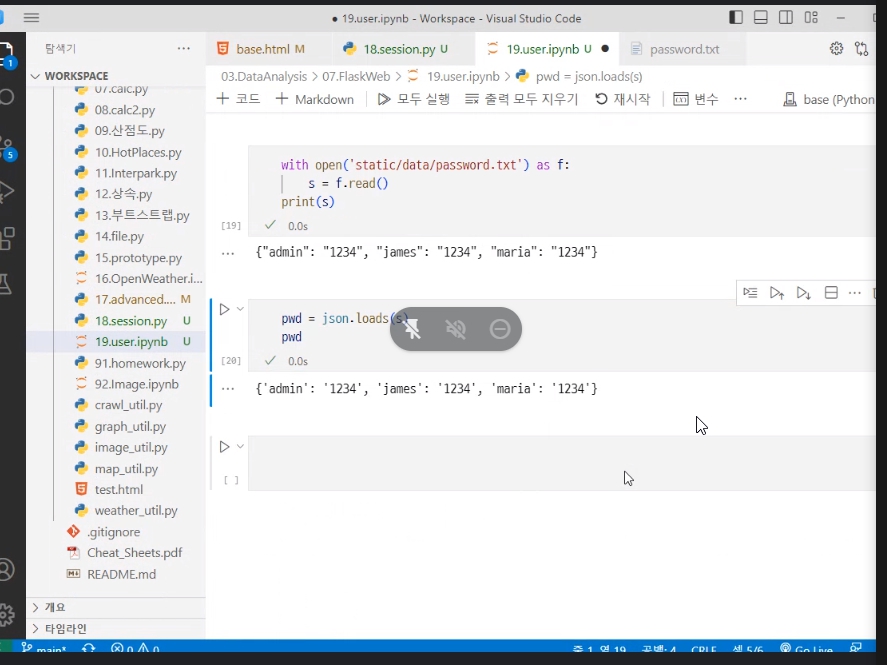 ● 19.user.ipynb - Workspace - Visual Studio Code
탐색기 ···
base.html M
18.session.py U
19.user.ipynb U ●
password.txt
WORKSPACE
03.DataAnalysis > 07.FlaskWeb > 19.user.ipynb > pwd = json.loads(s)
+ 코드 + Markdown 모두 실행 출력 모두 지우기 재시작 변수 ··· base (Python
07.calc.py
08.calc2.py
09.산점도.py
10.HotPlaces.py
11.Interpark.py
12.상속.py
13.부트스트랩.py
14.file.py
15.prototype.py
16.OpenWeather.i...
17.advanced.... M
18.session.py U
19.user.ipynb U
91.homework.py
92.Image.ipynb
crawl_util.py
graph_util.py
image_util.py
map_util.py
test.html
weather_util.py
.gitignore
Cheat_Sheets.pdf
README.md
개요
타임라인
with open('static/data/password.txt') as f:
s = f.read()
print(s)
[19] 0.0s
··· {"admin": "1234", "james": "1234", "maria": "1234"}
pwd = json.loads(s)
pwd
[20] 0.0s
··· {'admin': '1234', 'james': '1234', 'maria': '1234'}
[ ]
1
5
main* 0 0 줄 1, 열 19 공백: 4 CRLF 셀 5/6 Go Live